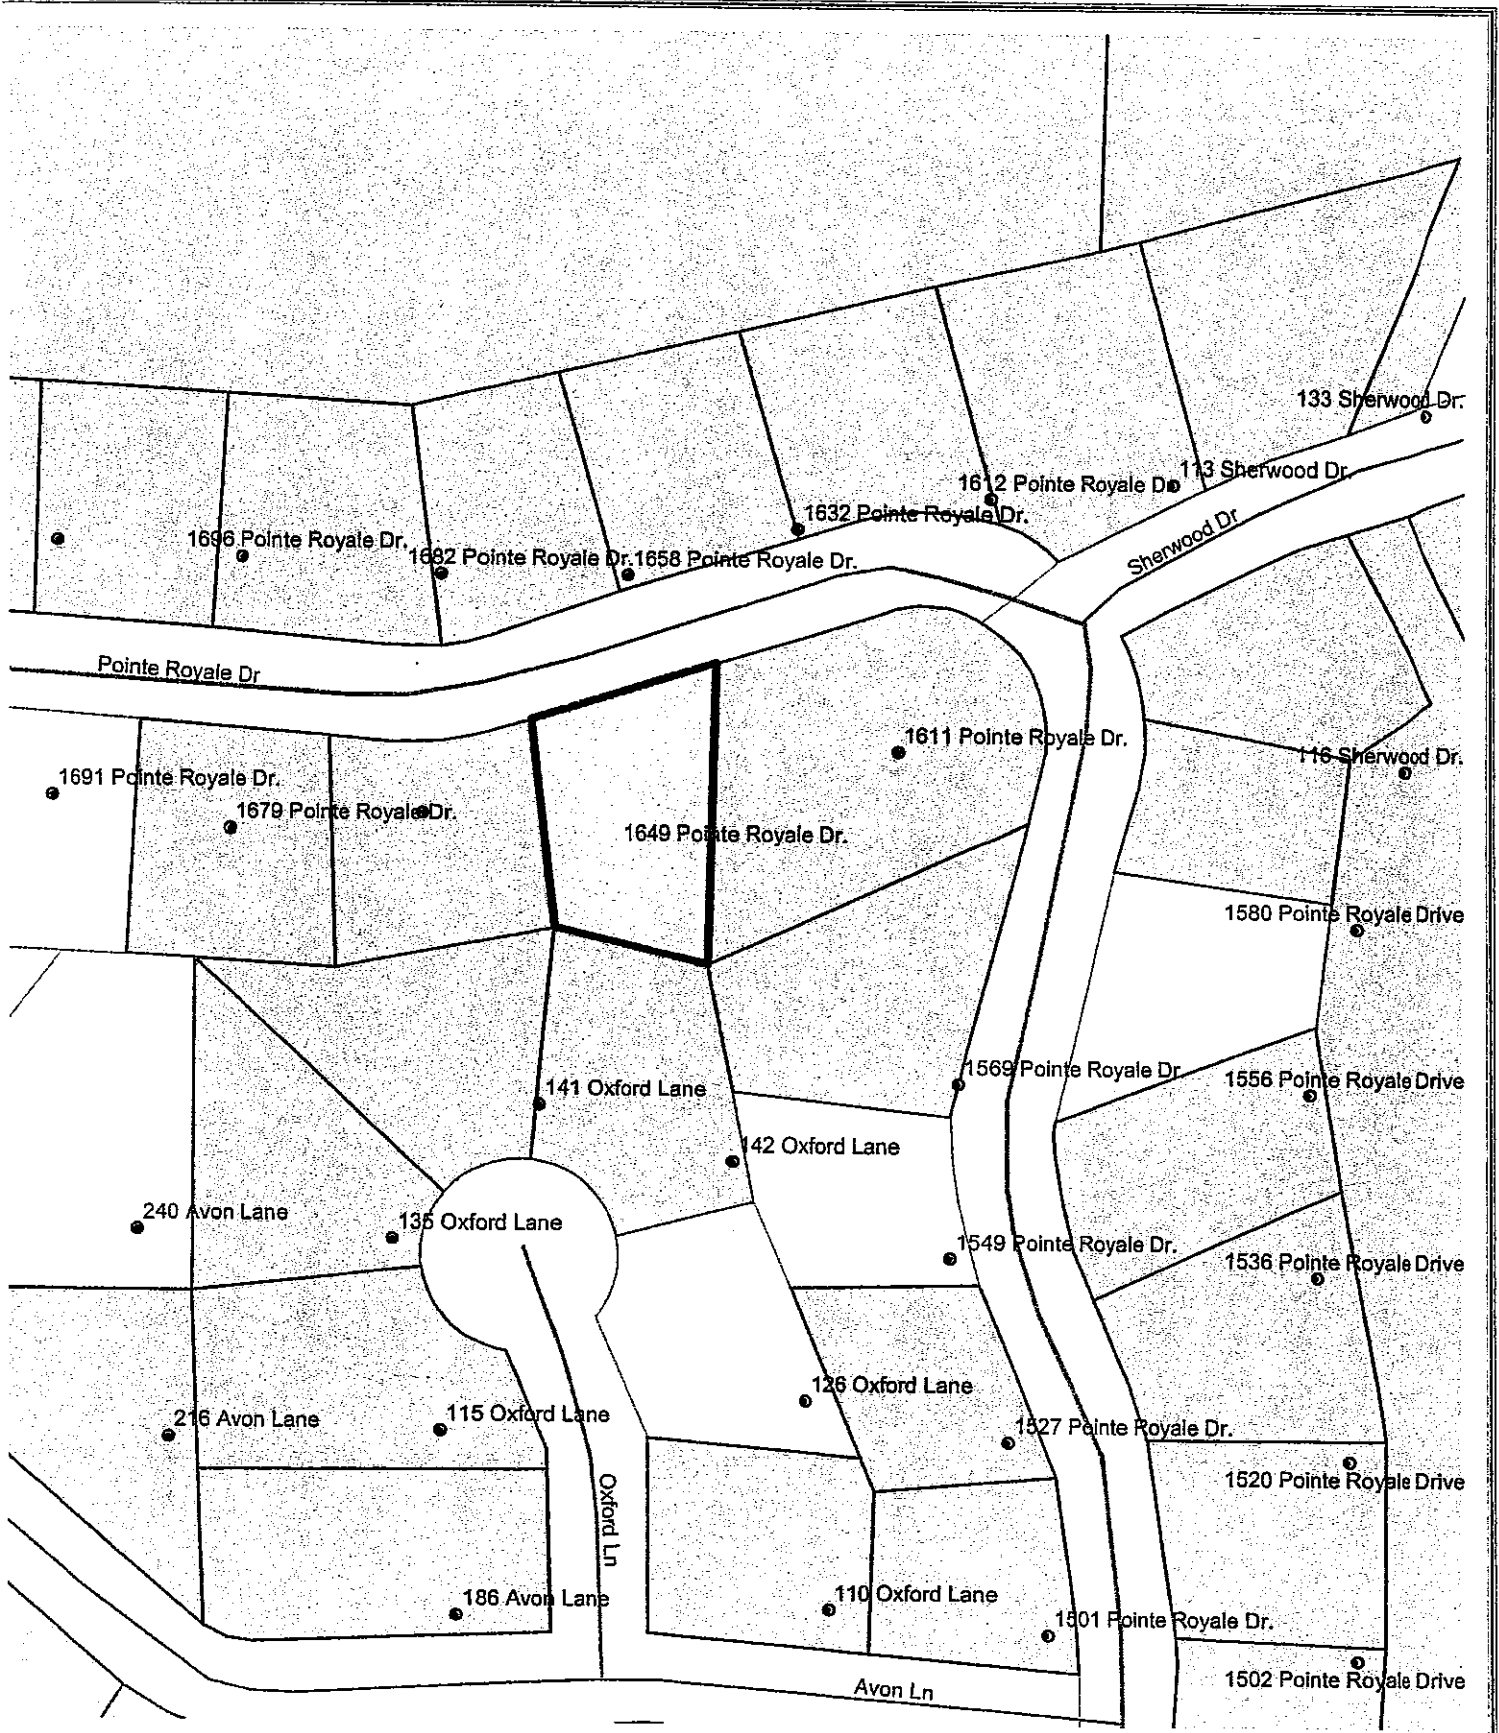 133 Sherwood Dr.
113 Sherwood Dr.
1612 Pointe Royale Dr.
1632 Pointe Royale Dr.
Sherwood Dr
1696 Pointe Royale Dr.
1682 Pointe Royale Dr.
1658 Pointe Royale Dr.
Pointe Royale Dr
1611 Pointe Royale Dr.
116 Sherwood Dr.
1691 Pointe Royale Dr.
1679 Pointe Royale Dr.
1649 Pointe Royale Dr.
1580 Pointe Royale Drive
1569 Pointe Royale Dr.
1556 Pointe Royale Drive
141 Oxford Lane
142 Oxford Lane
240 Avon Lane
135 Oxford Lane
1549 Pointe Royale Dr.
1536 Pointe Royale Drive
126 Oxford Lane
216 Avon Lane
115 Oxford Lane
1527 Pointe Royale Dr.
1520 Pointe Royale Drive
Oxford Ln
186 Avon Lane
110 Oxford Lane
1501 Pointe Royale Dr.
1502 Pointe Royale Drive
Avon Ln